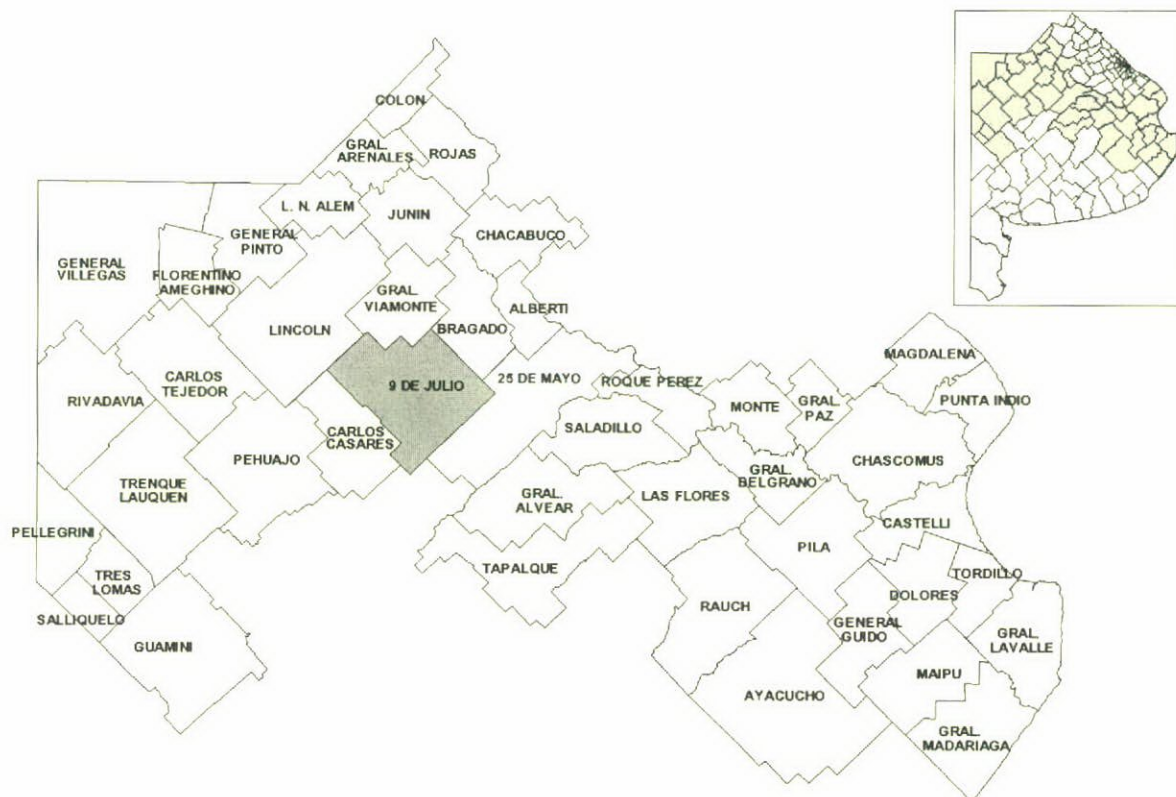 COLON
GRAL.
ARENALES
ROJAS
L. N. ALEM
JUNIN
CHACABUCO
GENERAL
PINTO
GENERAL
VILLEGAS
FLORENTINO
AMEGHINO
GRAL.
VIAMONTE
ALBERTI
LINCOLN
BRAGADO
MAGDALENA
CARLOS
TEJEDOR
9 DE JULIO
25 DE MAYO
ROQUE PEREZ
RIVADAVIA
MONTE
GRAL.
PAZ
PUNTA INDIO
SALADILLO
CARLOS
CASARES
PEHUAJO
CHASCOMUS
TRENQUE
LAUQUEN
GRAL.
ALVEAR
LAS FLORES
GRAL.
BELGRANO
PELLEGRINI
CASTELLI
PILA
TAPALQUE
TRES
LOMAS
TORDILLO
DOLORES
RAUCH
SALLIQUELO
GENERAL
GUIDO
GUAMINI
GRAL.
LAVALLE
MAIPU
AYACUCHO
GRAL.
MADARIAGA